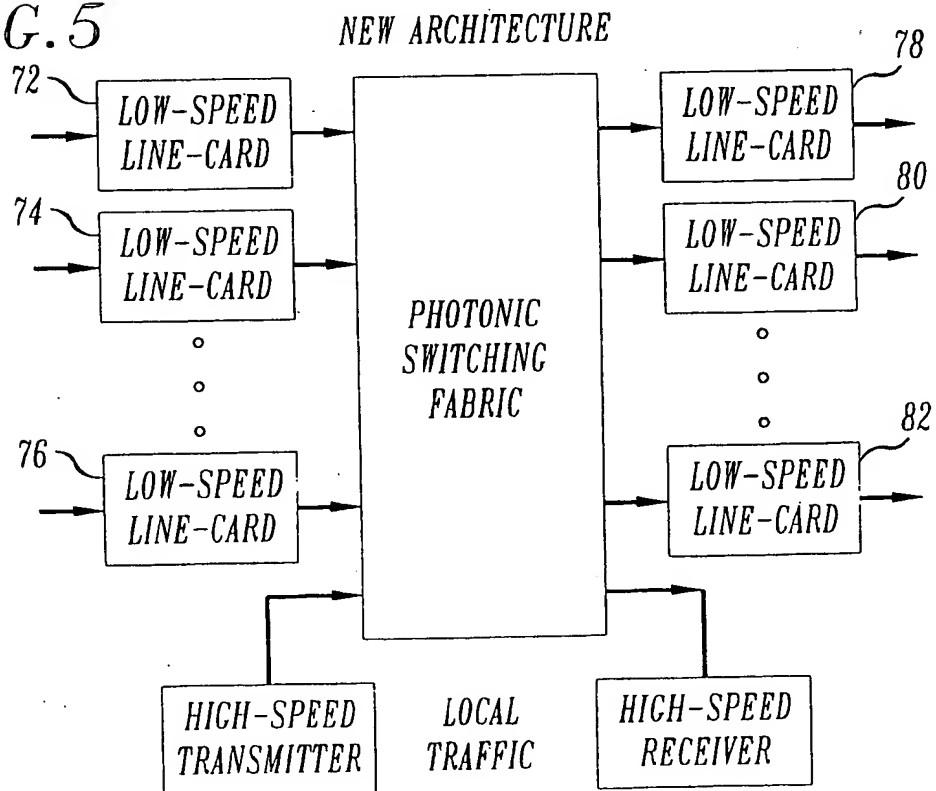 G.5
NEW ARCHITECTURE
72
LOW-SPEED
LINE-CARD
78
LOW-SPEED
LINE-CARD
74
LOW-SPEED
LINE-CARD
80
LOW-SPEED
LINE-CARD
PHOTONIC
SWITCHING
FABRIC
76
LOW-SPEED
LINE-CARD
82
LOW-SPEED
LINE-CARD
HIGH-SPEED
TRANSMITTER
LOCAL
TRAFFIC
HIGH-SPEED
RECEIVER